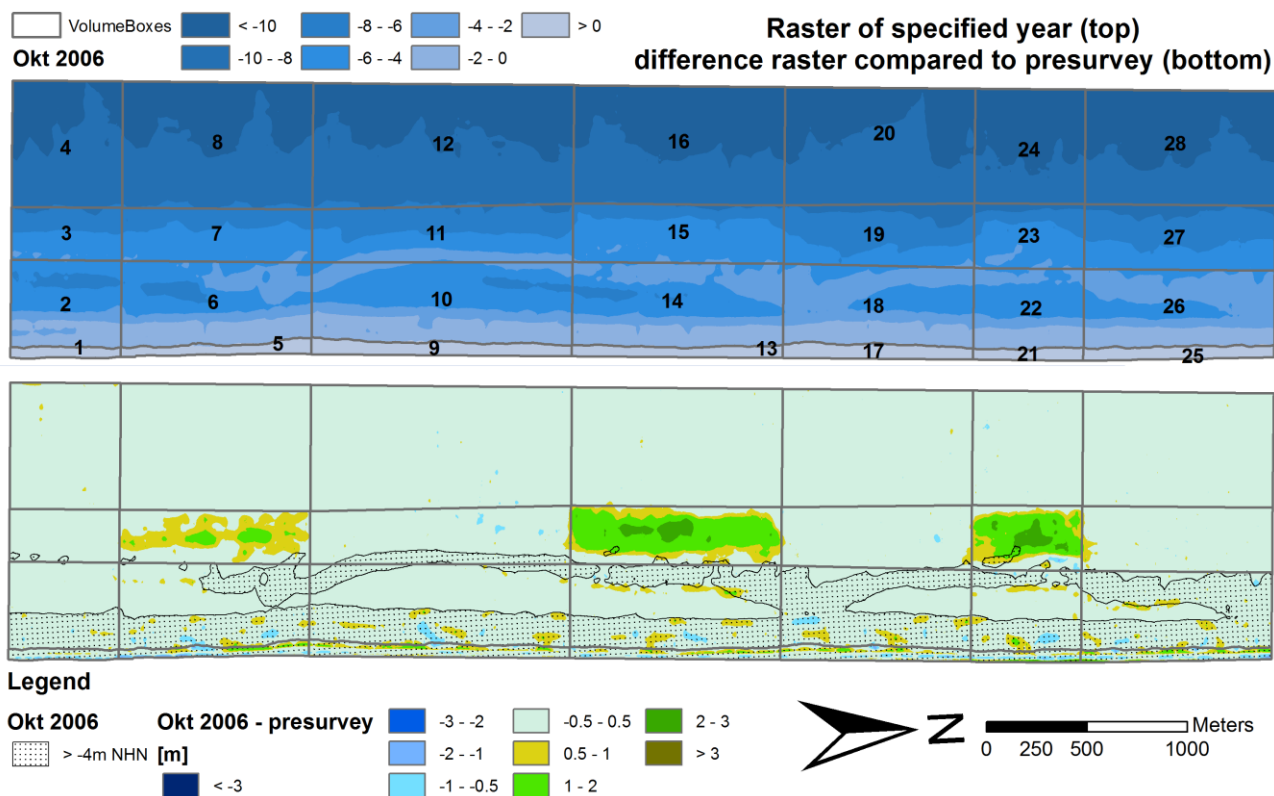 VolumeBoxes < -10 -8 - -6 -4 - -2 > 0
Okt 2006 -10 - -8 -6 - -4 -2 - 0
Raster of specified year (top)
difference raster compared to presurvey (bottom)
4 8 12 16 20 24 28
3 7 11 15 19 23 27
2 6 10 14 18 22 26
1 5 9 13 17 21 25
Legend
Okt 2006 Okt 2006 - presurvey -3 - -2 -0.5 - 0.5 2 - 3
> -4m NHN [m] -2 - -1 0.5 - 1 > 3
< -3 -1 - -0.5 1 - 2
N
Meters
0 250 500 1000